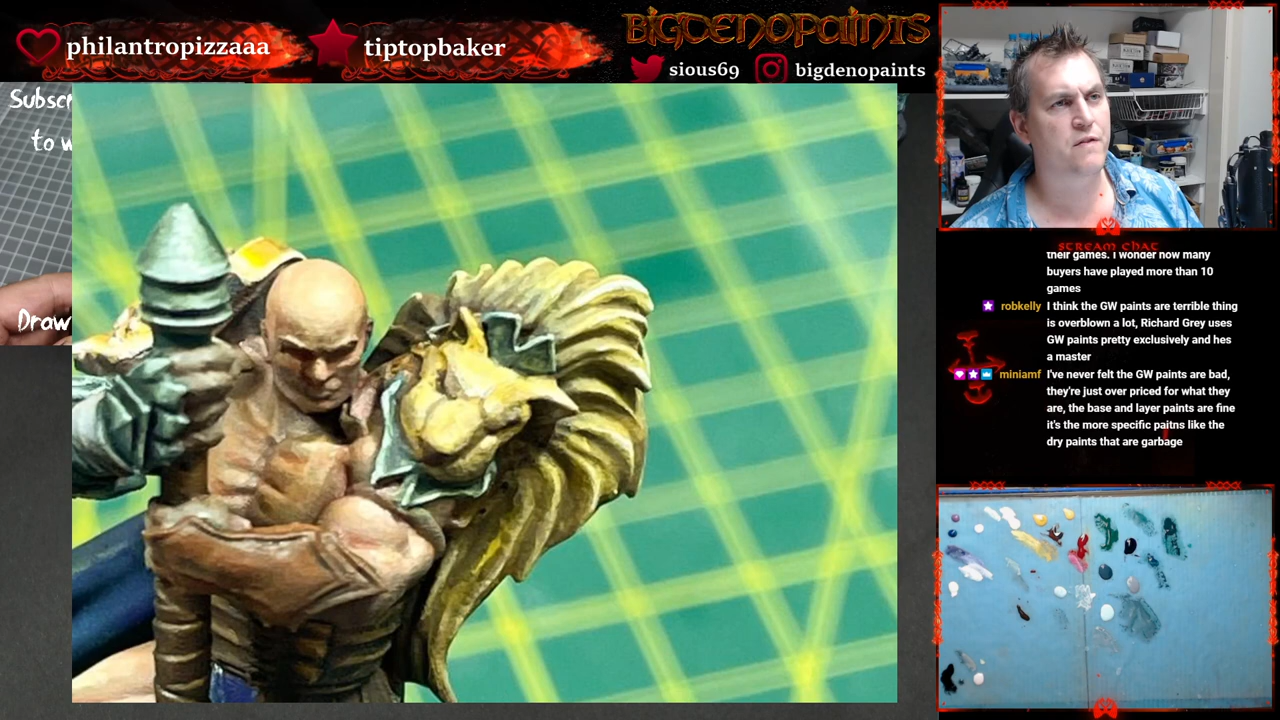 philantropizzaaa
tiptopbaker
BIGDENOPAINTS
sious69
bigdenopaints
Subscr
to w
Draw
STREAM CHAT
their games. I wonder how many
buyers have played more than 10
games
robkelly I think the GW paints are terrible thing
is overblown a lot, Richard Grey uses
GW paints pretty exclusively and hes
a master
miniamf I've never felt the GW paints are bad,
they're just over priced for what they
are, the base and layer paints are fine
it's the more specific paitns like the
dry paints that are garbage